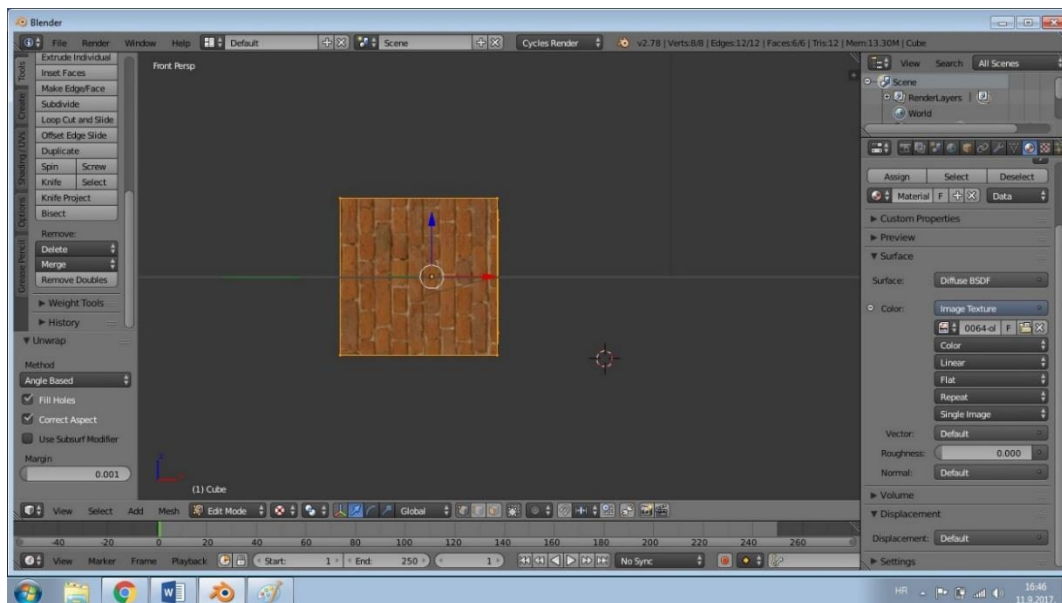 Blender
File Render Window Help Default Scene Cycles Render v2.78 | Verts:8/8 | Edges:12/12 | Faces:6/6 | Tris:12 | Mem:13.30M | Cube
Tools
Create
Shading / UVs
Options
Grease Pencil
Extrude Individual
Inset Faces
Make Edge/Face
Subdivide
Loop Cut and Slide
Offset Edge Slide
Duplicate
Spin Screw
Knife Select
Knife Project
Bisect
Remove:
Delete
Merge
Remove Doubles
Weight Tools
History
Unwrap
Method
Angle Based
Fill Holes
Correct Aspect
Use Subsurf Modifier
Margin
0.001
Front Persp
(1) Cube
View Select Add Mesh Edit Mode Global
-40 -20 0 20 40 60 80 100 120 140 160 180 200 220 240 260
View Marker Frame Playback Start: 1 End: 250 1 No Sync
View Search All Scenes
Scene
RenderLayers |
World
Assign Select Deselect
Material F Data
Custom Properties
Preview
Surface
Surface: Diffuse BSDF
Color: Image Texture
0064-ol F
Color
Linear
Flat
Repeat
Single Image
Vector: Default
Roughness: 0.000
Normal: Default
Volume
Displacement
Displacement: Default
Settings
HR
16:46
11.9.2017.